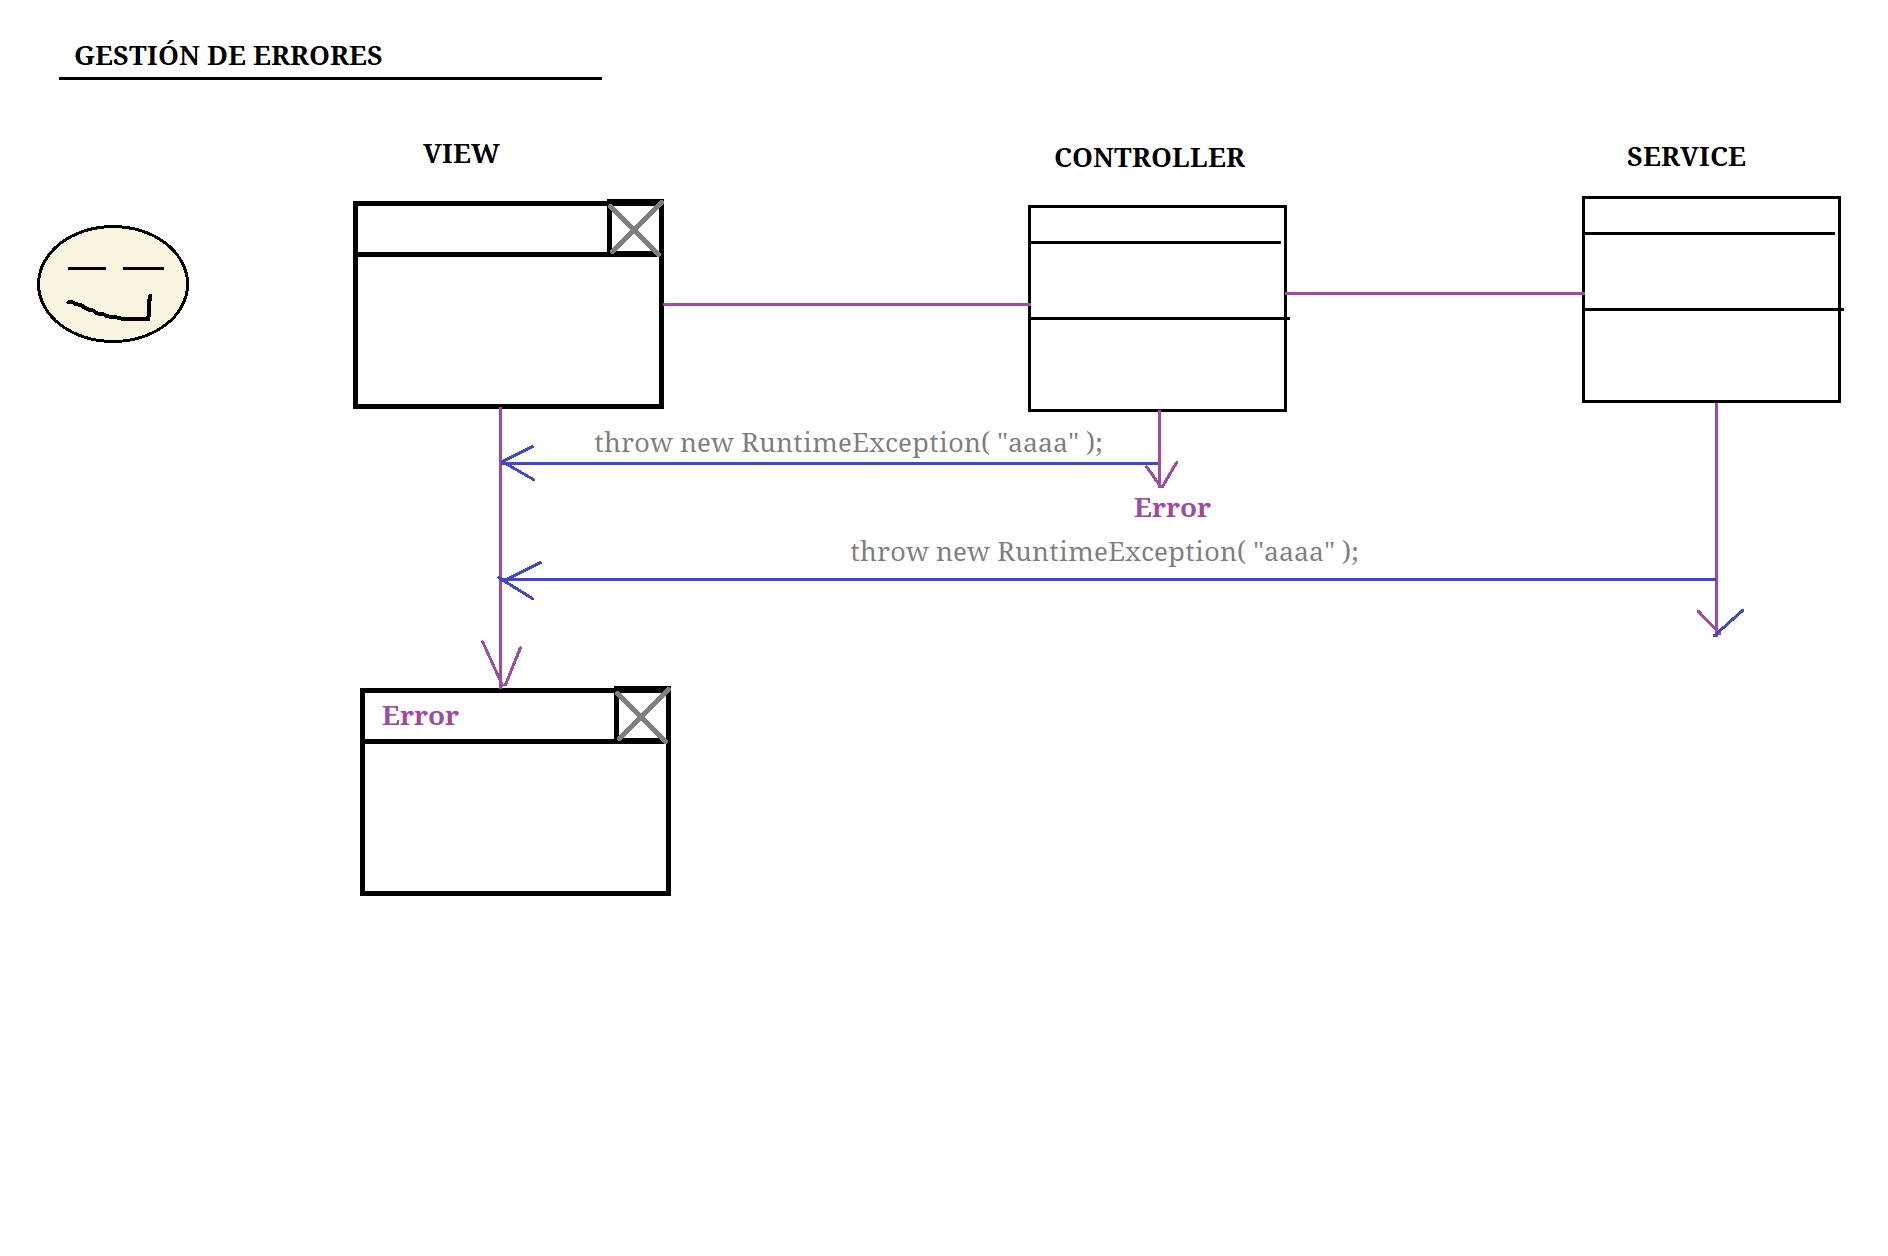 GESTIÓN DE ERRORES
VIEW
CONTROLLER
SERVICE
throw new RuntimeException( "aaaa" );
Error
throw new RuntimeException( "aaaa" );
Error